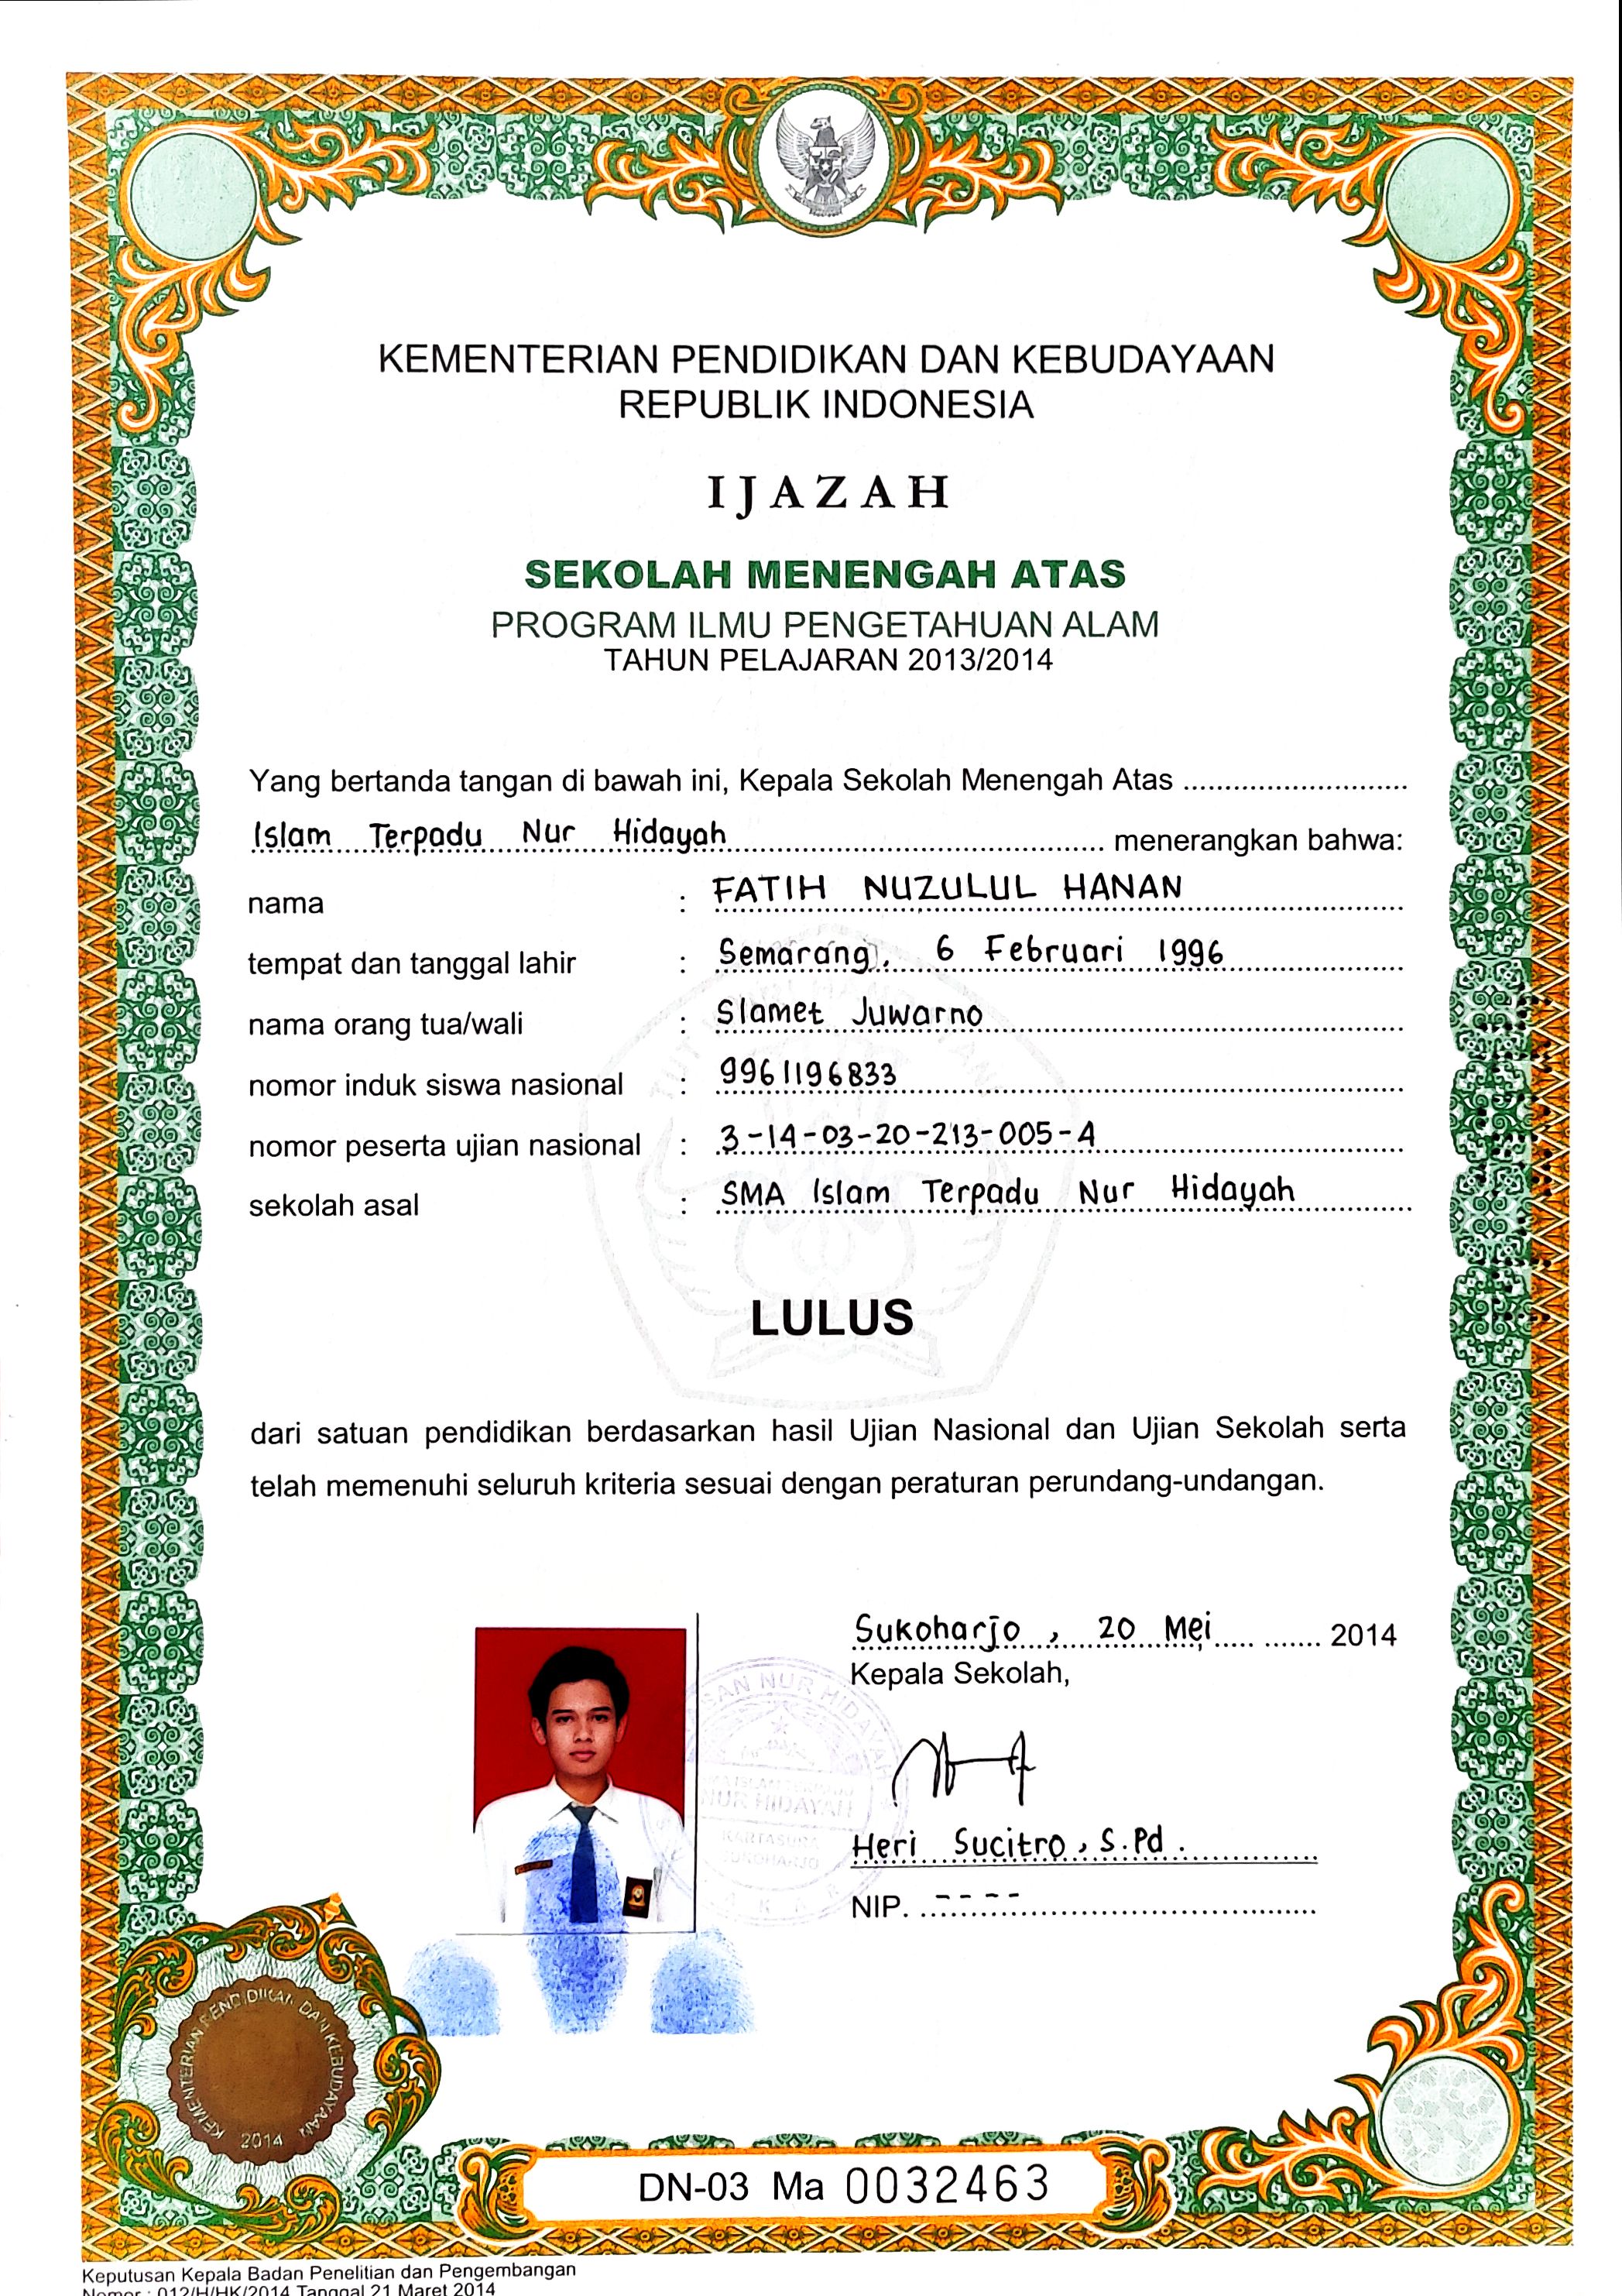 KEMENTERIAN PENDIDIKAN DAN KEBUDAYAAN
REPUBLIK INDONESIA
IJAZAH
SEKOLAH MENENGAH ATAS
PROGRAM ILMU PENGETAHUAN ALAM
TAHUN PELAJARAN 2013/2014
Yang bertanda tangan di bawah ini, Kepala Sekolah Menengah Atas ...........................
Islam Terpadu Nur Hidayah menerangkan bahwa:
nama : FATIH NUZULUL HANAN
tempat dan tanggal lahir : Semarang, 6 Februari 1996
nama orang tua/wali : Slamet Juwarno
nomor induk siswa nasional : 9961196833
nomor peserta ujian nasional : 3-14-03-20-213-005-4
sekolah asal : SMA Islam Terpadu Nur Hidayah
LULUS
dari satuan pendidikan berdasarkan hasil Ujian Nasional dan Ujian Sekolah serta
telah memenuhi seluruh kriteria sesuai dengan peraturan perundang-undangan.
Sukoharjo, 20 Mei 2014
Kepala Sekolah,
NUR HIDAYAH
KARTASURA
SUKOHARJO
Heri Sucitro, S.Pd.
NIP. ----
KEMENTERIAN PENDIDIKAN DAN KEBUDAYAAN
2014
DN-03 Ma 0032463
Keputusan Kepala Badan Penelitian dan Pengembangan
Nomor : 012/H/HK/2014 Tanggal 21 Maret 2014